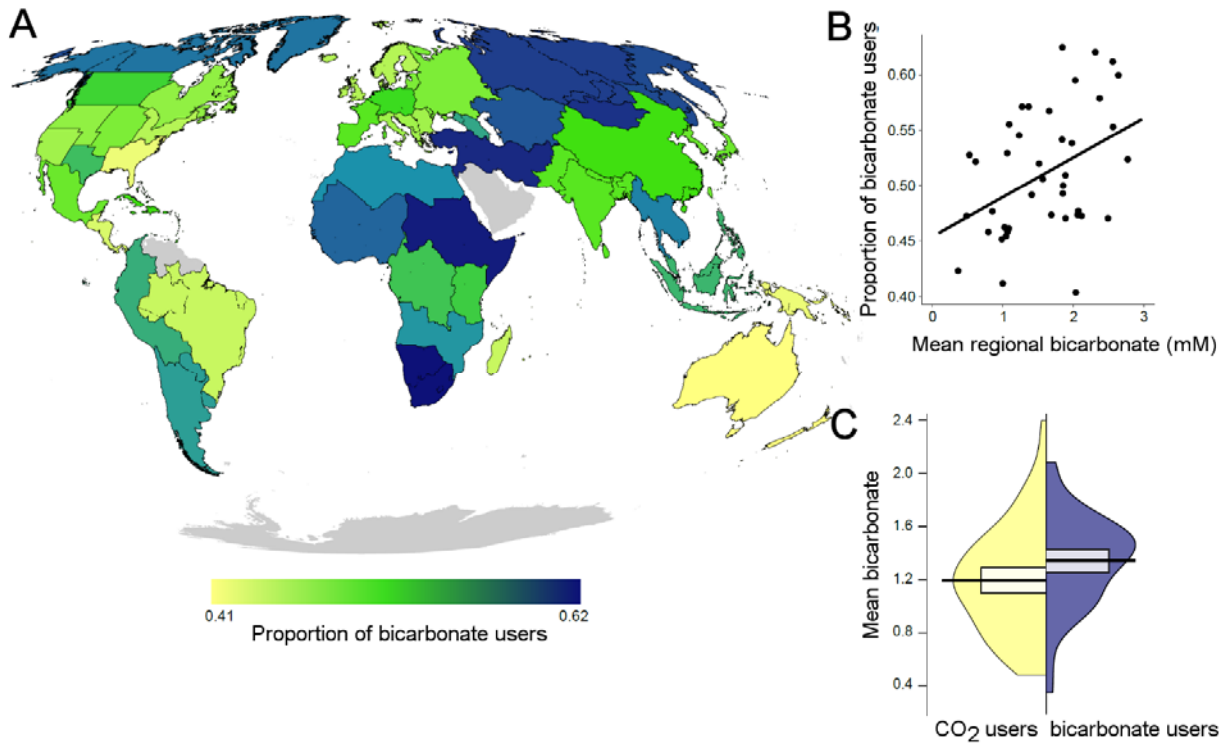 A
0.41
0.62
Proportion of bicarbonate users
B
Proportion of bicarbonate users
0.60
0.55
0.50
0.45
0.40
0
1
2
3
Mean regional bicarbonate (mM)
C
Mean bicarbonate
2.4
2.0
1.6
1.2
0.8
0.4
CO2 users
bicarbonate users